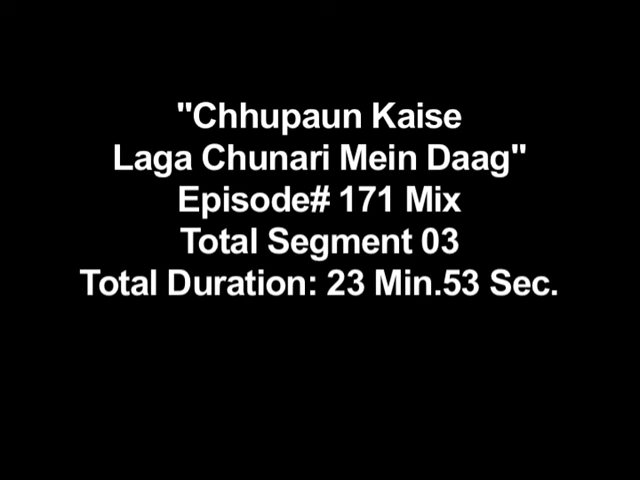 "Chhupaun Kaise
Laga Chunari Mein Daag"
Episode# 171 Mix
Total Segment 03
Total Duration: 23 Min.53 Sec.